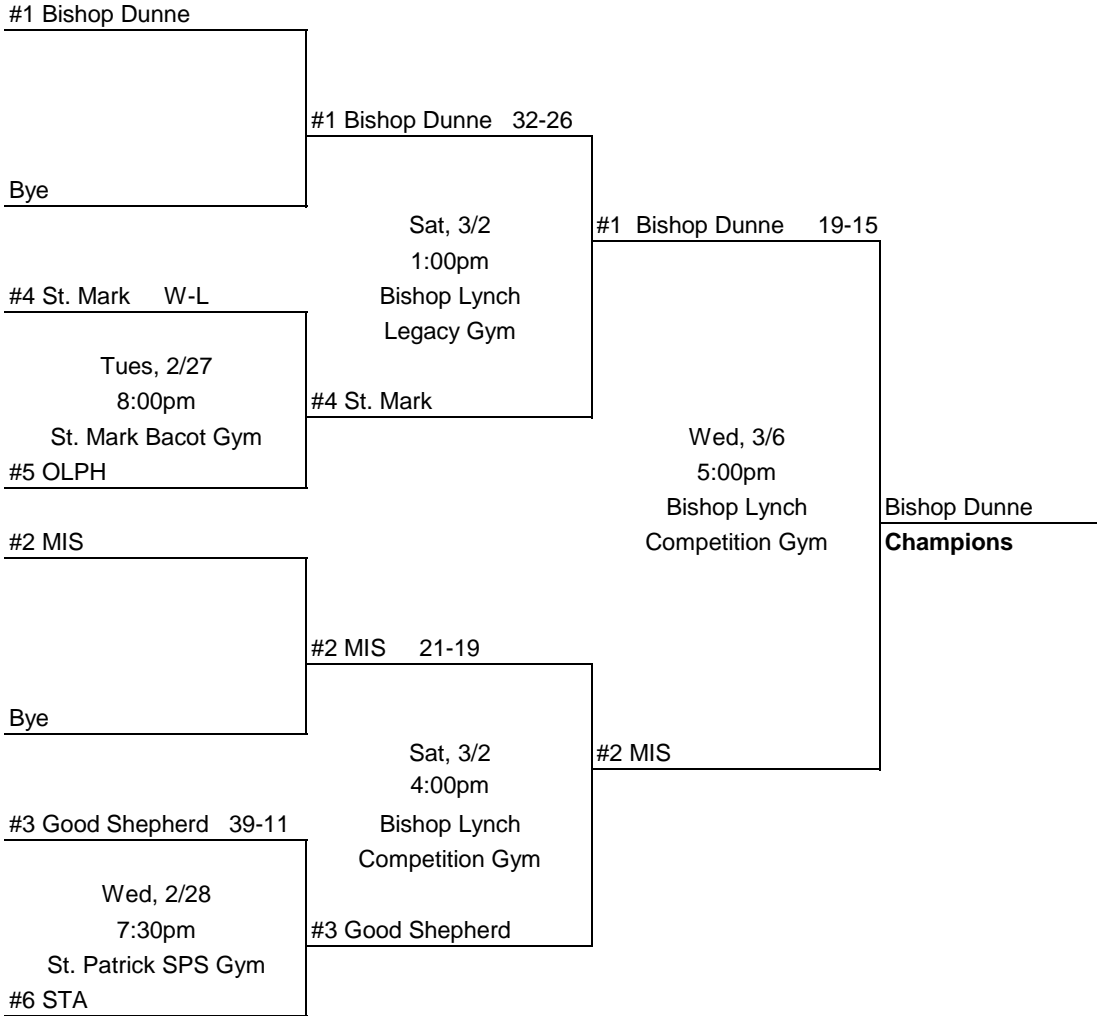 #1 Bishop Dunne
#1 Bishop Dunne 32-26
Bye
Sat, 3/2
1:00pm
Bishop Lynch
Legacy Gym
#1 Bishop Dunne 19-15
#4 St. Mark W-L
Tues, 2/27
8:00pm
St. Mark Bacot Gym
#4 St. Mark
#5 OLPH
Wed, 3/6
5:00pm
Bishop Lynch
Competition Gym
Bishop Dunne
Champions
#2 MIS
#2 MIS 21-19
Bye
Sat, 3/2
4:00pm
Bishop Lynch
Competition Gym
#2 MIS
#3 Good Shepherd 39-11
Wed, 2/28
7:30pm
St. Patrick SPS Gym
#3 Good Shepherd
#6 STA